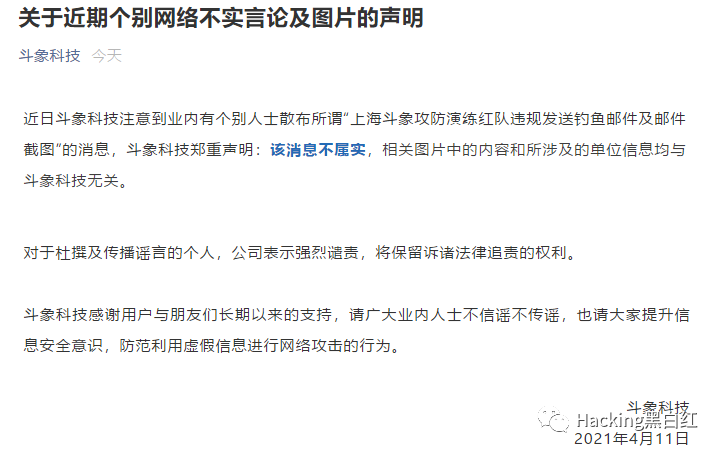 关于近期个别网络不实言论及图片的声明
斗象科技 今天
近日斗象科技注意到业内有个别人士散布所谓“上海斗象攻防演练红队违规发送钓鱼邮件及邮件
截图”的消息，斗象科技郑重声明：该消息不属实，相关图片中的内容和所涉及的单位信息均与
斗象科技无关。
对于杜撰及传播谣言的个人，公司表示强烈谴责，将保留诉诸法律追责的权利。
斗象科技感谢用户与朋友们长期以来的支持，请广大业内人士不信谣不传谣，也请大家提升信
息安全意识，防范利用虚假信息进行网络攻击的行为。
斗象科技
Hacking黑白红
2021年4月11日